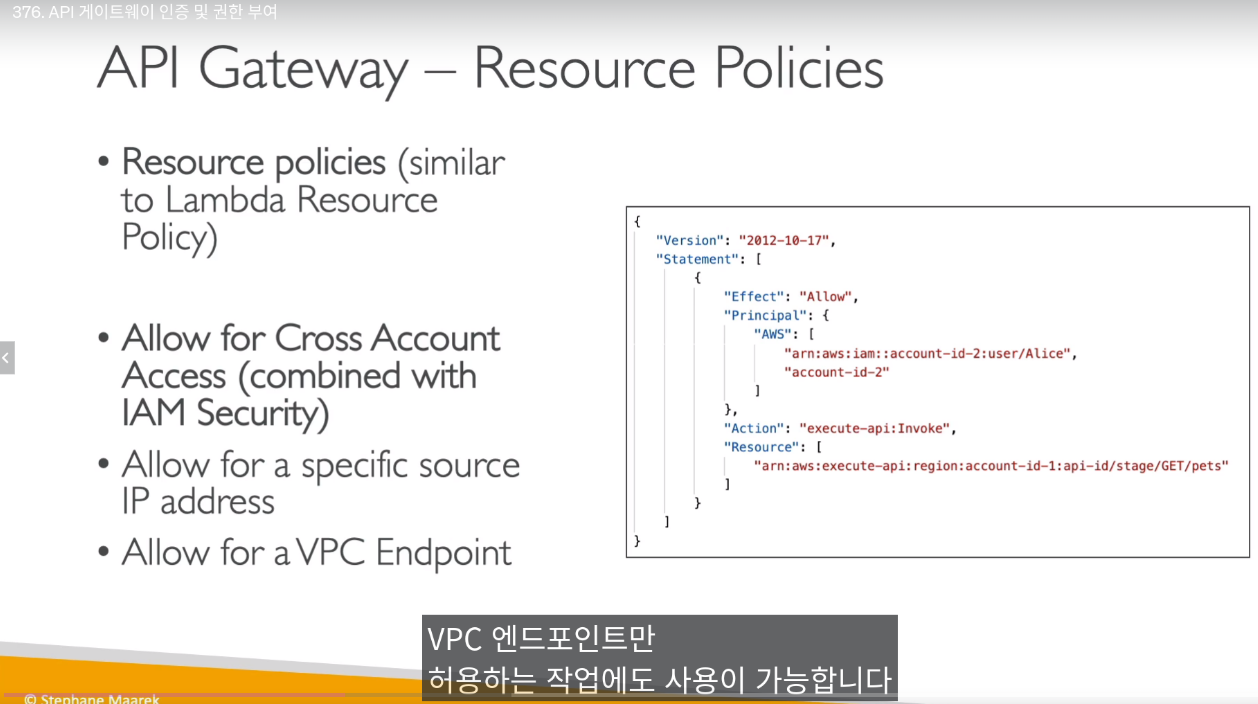 376. API 게이트웨이 인증 및 권한 부여
API Gateway – Resource Policies
• Resource policies (similar
to Lambda Resource
Policy)
• Allow for Cross Account
Access (combined with
IAM Security)
• Allow for a specific source
IP address
• Allow for a VPC Endpoint
{
"Version": "2012-10-17",
"Statement": [
{
"Effect": "Allow",
"Principal": {
"AWS": [
"arn:aws:iam::account-id-2:user/Alice",
"account-id-2"
]
},
"Action": "execute-api:Invoke",
"Resource": [
"arn:aws:execute-api:region:account-id-1:api-id/stage/GET/pets"
]
}
]
}
VPC 엔드포인트만
허용하는 작업에도 사용이 가능합니다
© Stephane Maarek